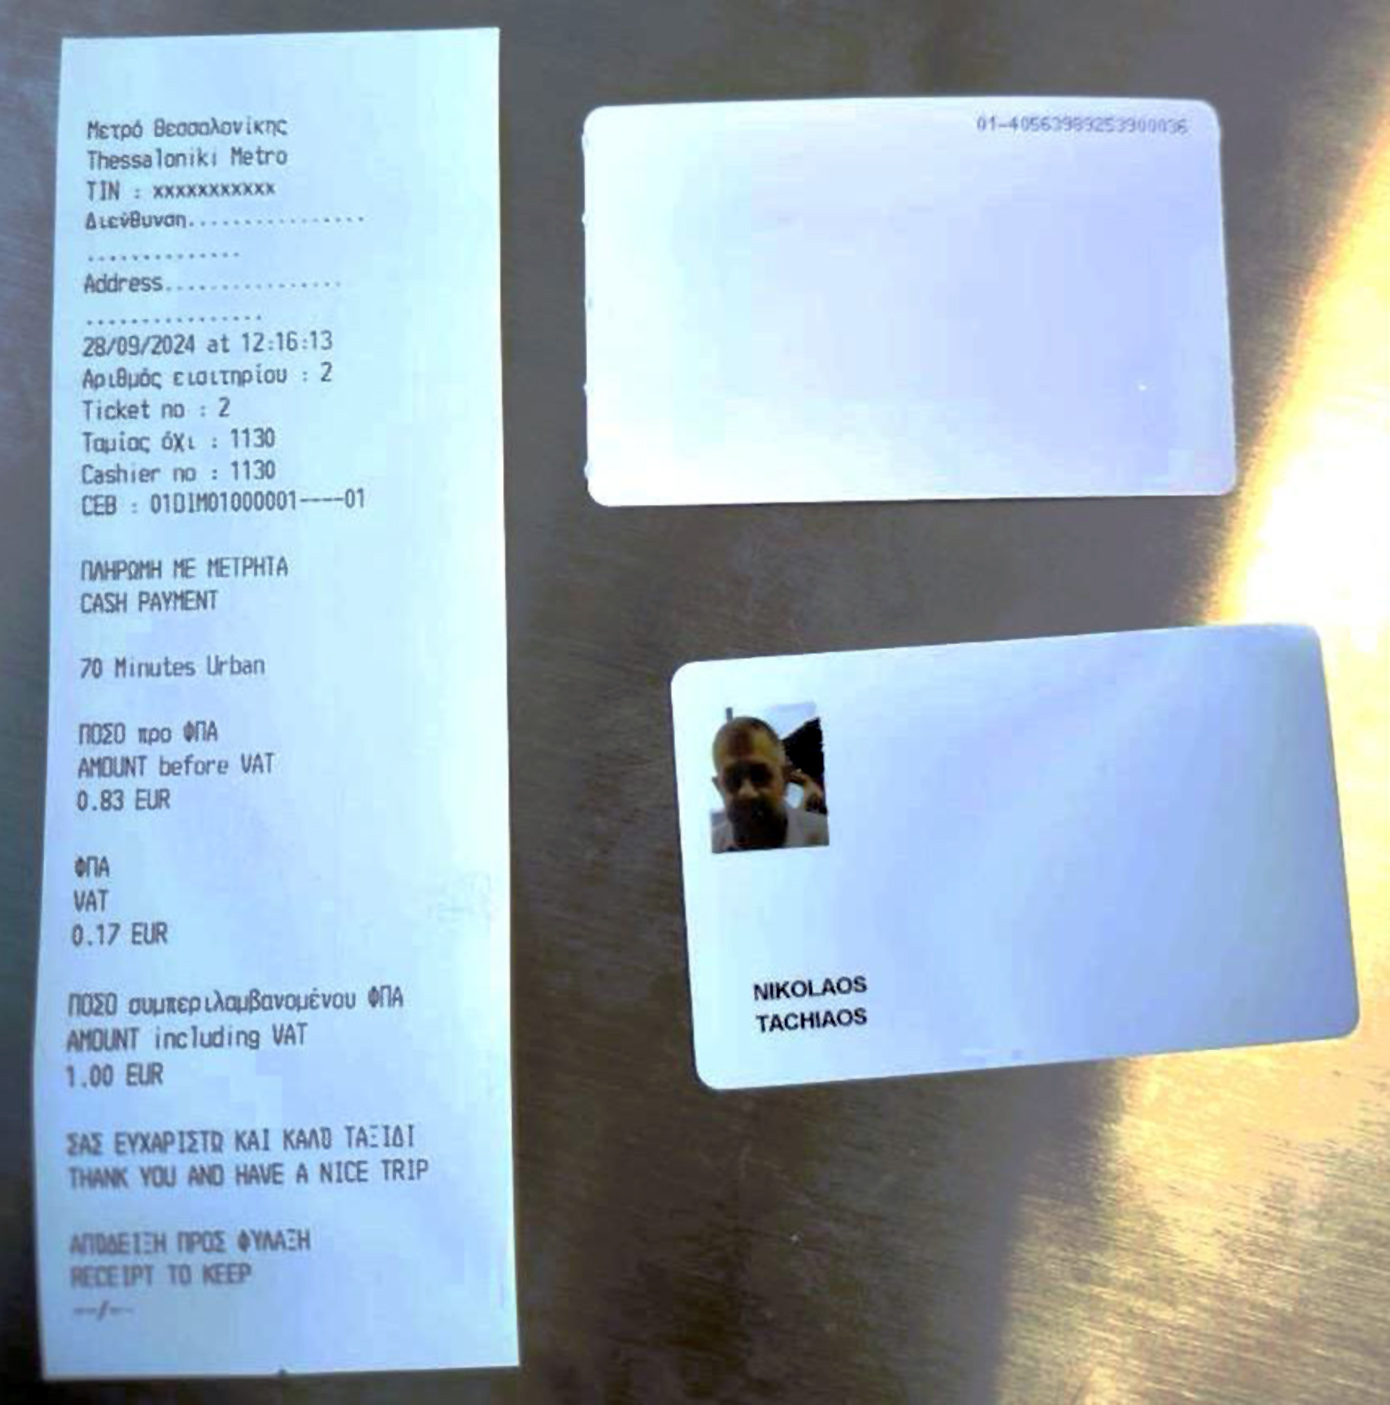 Μετρό Θεσσαλονίκης
Thessaloniki Metro
TIN : xxxxxxxxxxx
Διεύθυνση................
..............
Address................
................
28/09/2024 at 12:16:13
Αριθμός εισιτηρίου : 2
Ticket no : 2
Ταμίας όχι : 1130
Cashier no : 1130
CEB : 01DIM01000001----01
ΠΛΗΡΩΜΗ ΜΕ ΜΕΤΡΗΤΑ
CASH PAYMENT
70 Minutes Urban
ΠΟΣΟ προ ΦΠΑ
AMOUNT before VAT
0.83 EUR
ΦΠΑ
VAT
0.17 EUR
ΠΟΣΟ συμπεριλαμβανομένου ΦΠΑ
AMOUNT including VAT
1.00 EUR
ΣΑΣ ΕΥΧΑΡΙΣΤΩ ΚΑΙ ΚΑΛΟ ΤΑΞΙΔΙ
THANK YOU AND HAVE A NICE TRIP
ΑΠΟΔΕΙΞΗ ΠΡΟΣ ΦΥΛΑΞΗ
RECEIPT TO KEEP
--/--
01-40563989253900036
NIKOLAOS
TACHIAOS